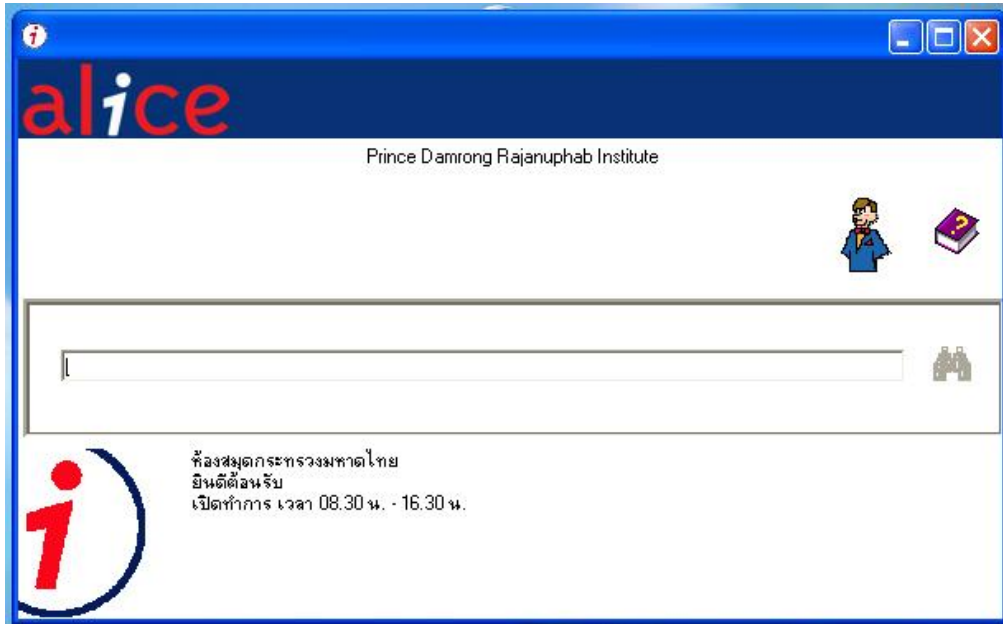 alice
Prince Damrong Rajanuphab Institute
ห้องสมุดกระทรวงมหาดไทย
ยินดีต้อนรับ
เปิดทำการ เวลา 08.30 น. - 16.30 น.